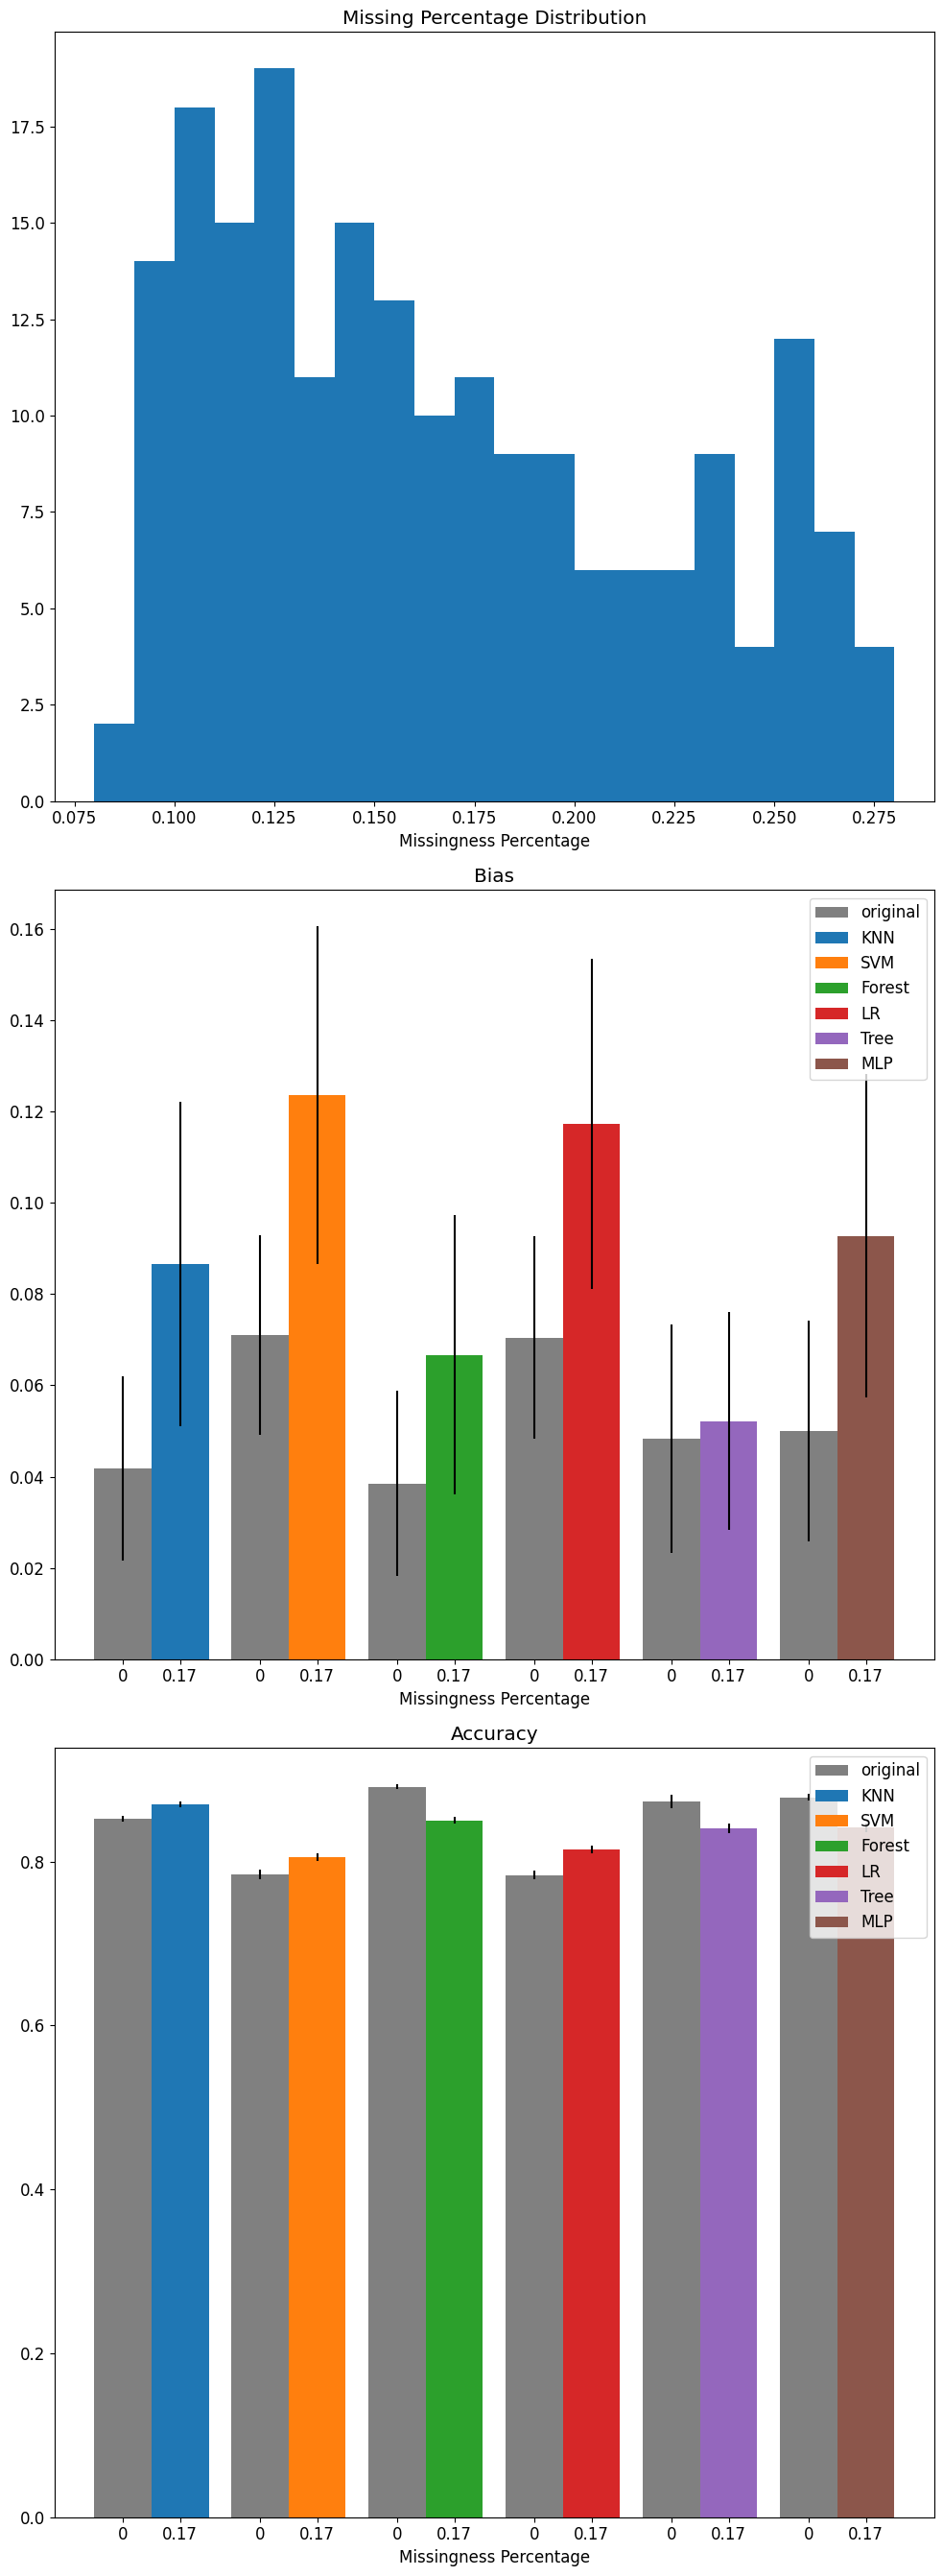 Missing Percentage Distribution
17.5
15.0
12.5
10.0
7.5
5.0
2.5
0.0
0.075 0.100 0.125 0.150 0.175 0.200 0.225 0.250 0.275
Missingness Percentage
Bias
original
KNN
SVM
Forest
LR
Tree
MLP
0.16
0.14
0.12
0.10
0.08
0.06
0.04
0.02
0.00
0 0.17 0 0.17 0 0.17 0 0.17 0 0.17 0 0.17
Missingness Percentage
Accuracy
original
KNN
SVM
Forest
LR
Tree
MLP
0.8
0.6
0.4
0.2
0.0
0 0.17 0 0.17 0 0.17 0 0.17 0 0.17 0 0.17
Missingness Percentage